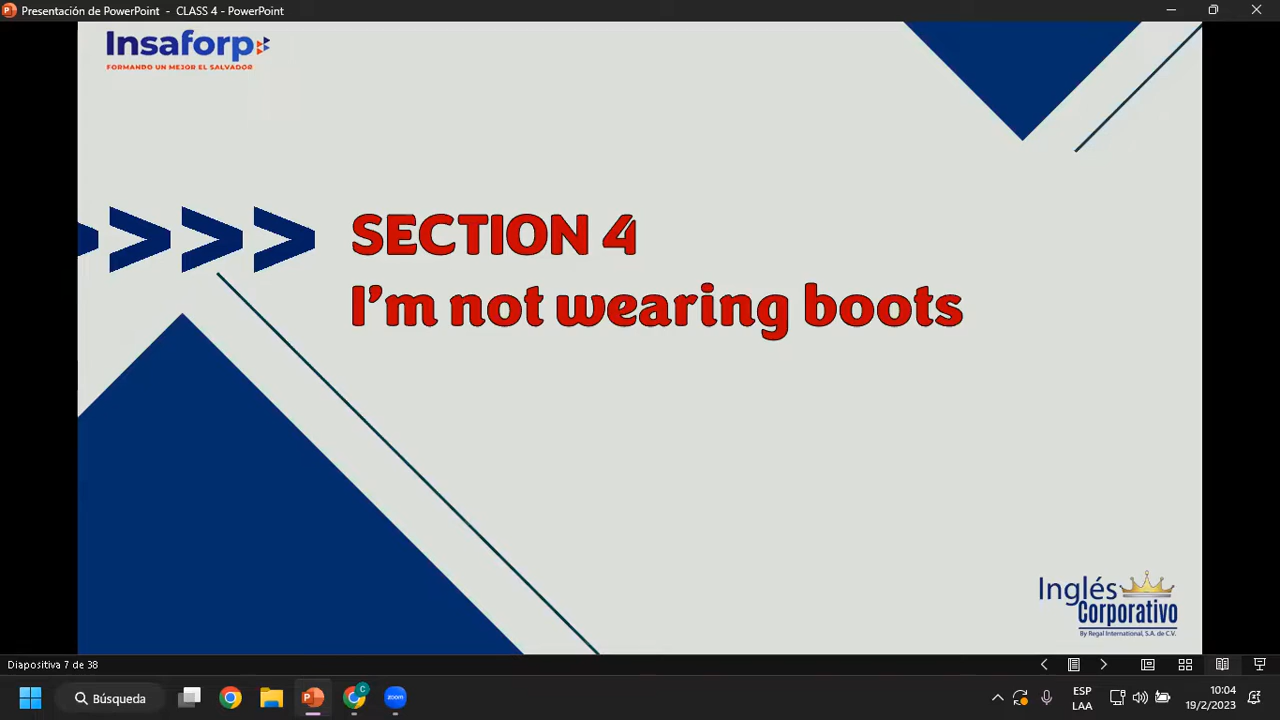 Presentación de PowerPoint - CLASS 4 - PowerPoint
Insaforp
FORMANDO UN MEJOR EL SALVADOR
>>>>
SECTION 4
I'm not wearing boots
Inglés
Corporativo
By Regal International, S.A. de C.V.
Diapositiva 7 de 38
Búsqueda
ESP
LAA
10:04
19/2/2023